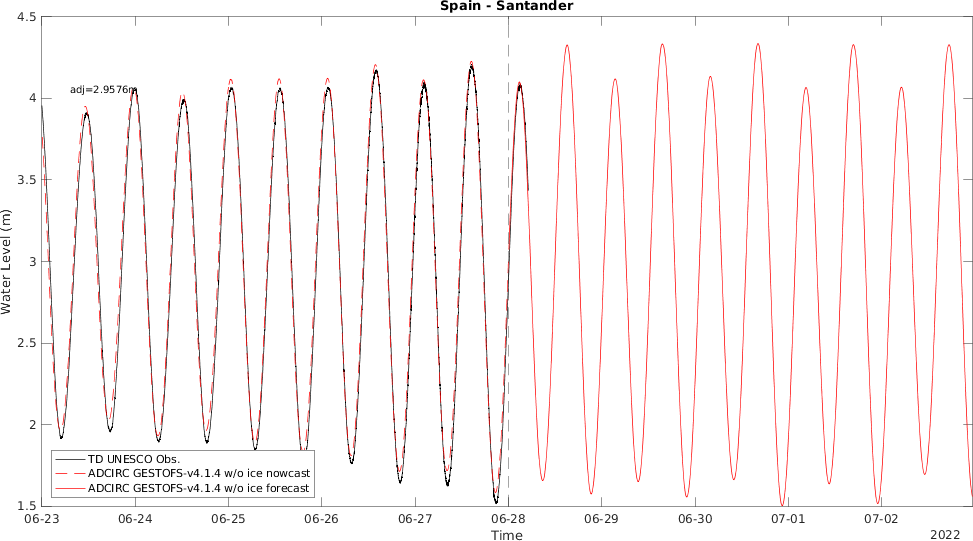 Spain - Santander
4.5
4
3.5
3
2.5
2
1.5
Water Level (m)
adj=2.9576m
TD UNESCO Obs.
ADCIRC GESTOFS-v4.1.4 w/o ice nowcast
ADCIRC GESTOFS-v4.1.4 w/o ice forecast
06-23 06-24 06-25 06-26 06-27 06-28 06-29 06-30 07-01 07-02
Time
2022